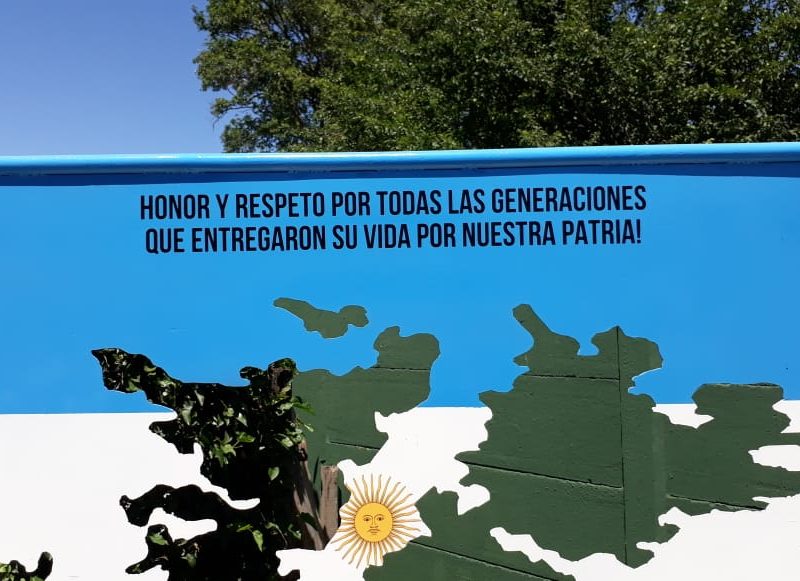 HONOR Y RESPETO POR TODAS LAS GENERACIONES
QUE ENTREGARON SU VIDA POR NUESTRA PATRIA!